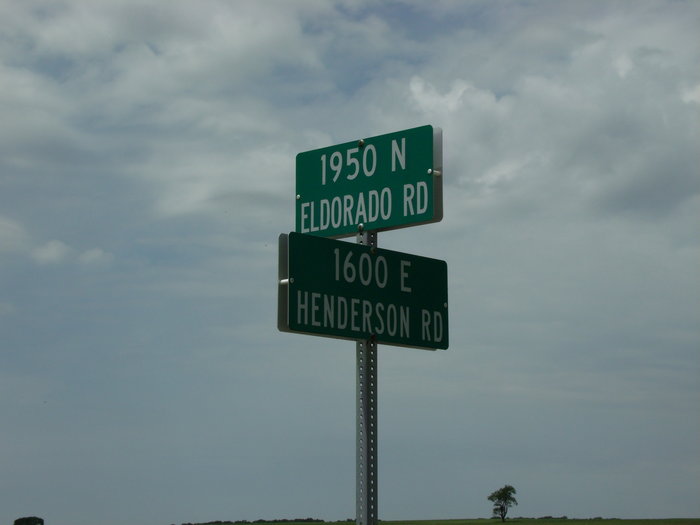 1950 N
ELDORADO RD
1600 E
HENDERSON RD